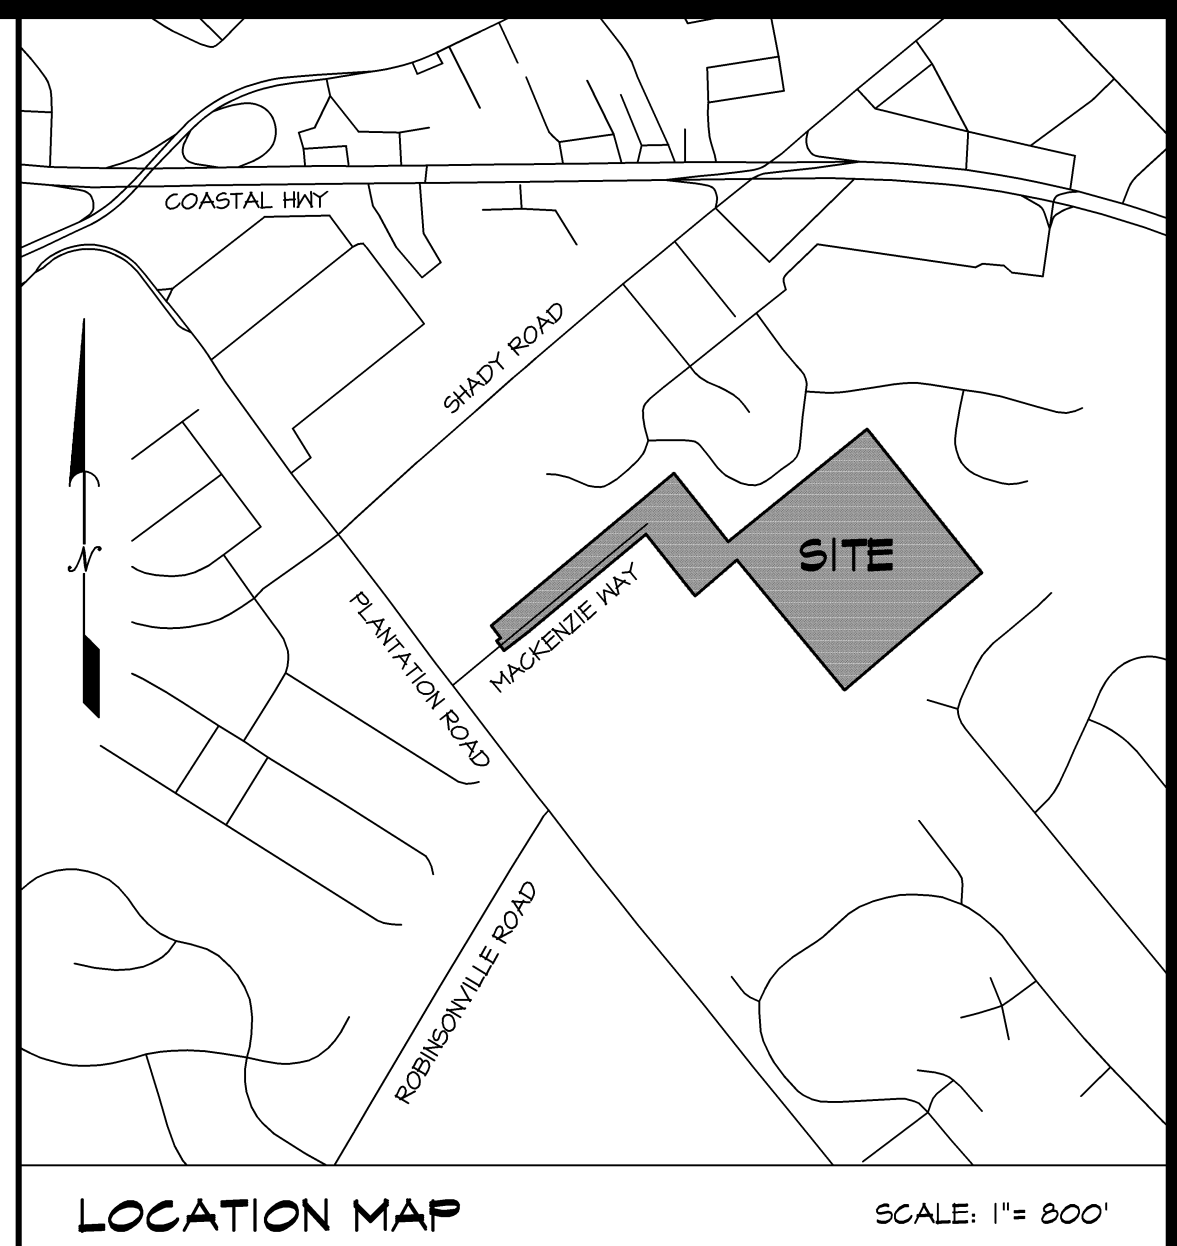 COASTAL HWY
SHADY ROAD
N
SITE
MACKENZIE WAY
PLANTATION ROAD
ROBINSONVILLE ROAD
LOCATION MAP
SCALE: 1"= 800'